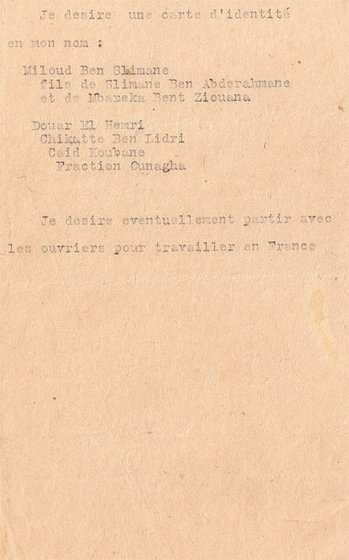 Je desire une carte d'identité
en mon nom :
Miloud Ben Slimane
fils de Slimane Ben Abderahmane
et de Mbareka Bent Ziouana
Douar El Hemri
Chikatte Ben Lidri
Caid Koubane
Fraction Ounagha
Je desire eventuellement partir avec
les ouvriers pour travailler en France